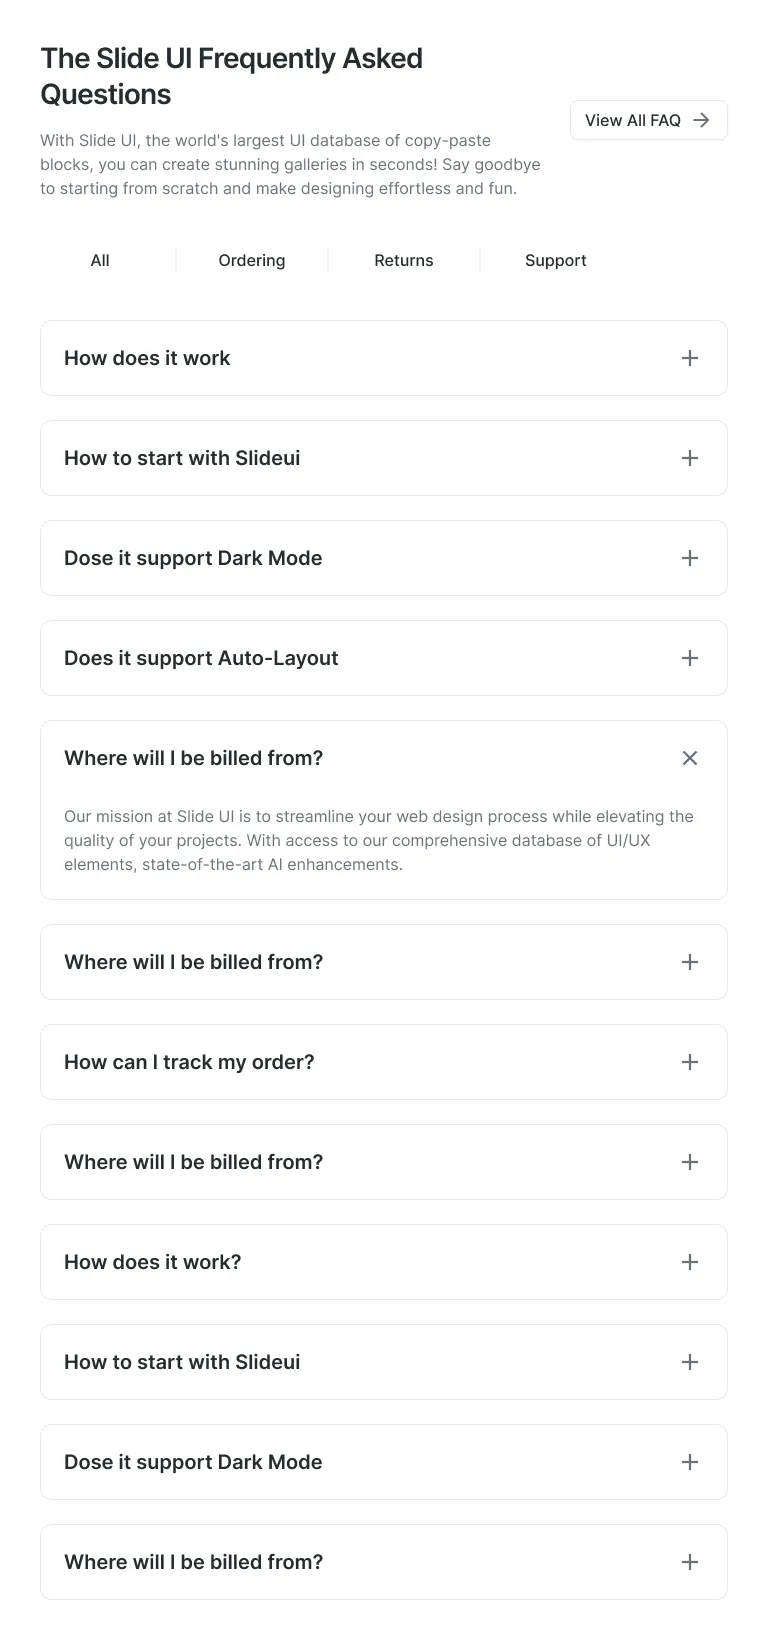 The Slide UI Frequently Asked
Questions
With Slide UI, the world's largest UI database of copy-paste
blocks, you can create stunning galleries in seconds! Say goodbye
to starting from scratch and make designing effortless and fun.
View All FAQ
All
Ordering
Returns
Support
How does it work
How to start with Slideui
Dose it support Dark Mode
Does it support Auto-Layout
Where will I be billed from?
Our mission at Slide UI is to streamline your web design process while elevating the
quality of your projects. With access to our comprehensive database of UI/UX
elements, state-of-the-art AI enhancements.
Where will I be billed from?
How can I track my order?
Where will I be billed from?
How does it work?
How to start with Slideui
Dose it support Dark Mode
Where will I be billed from?